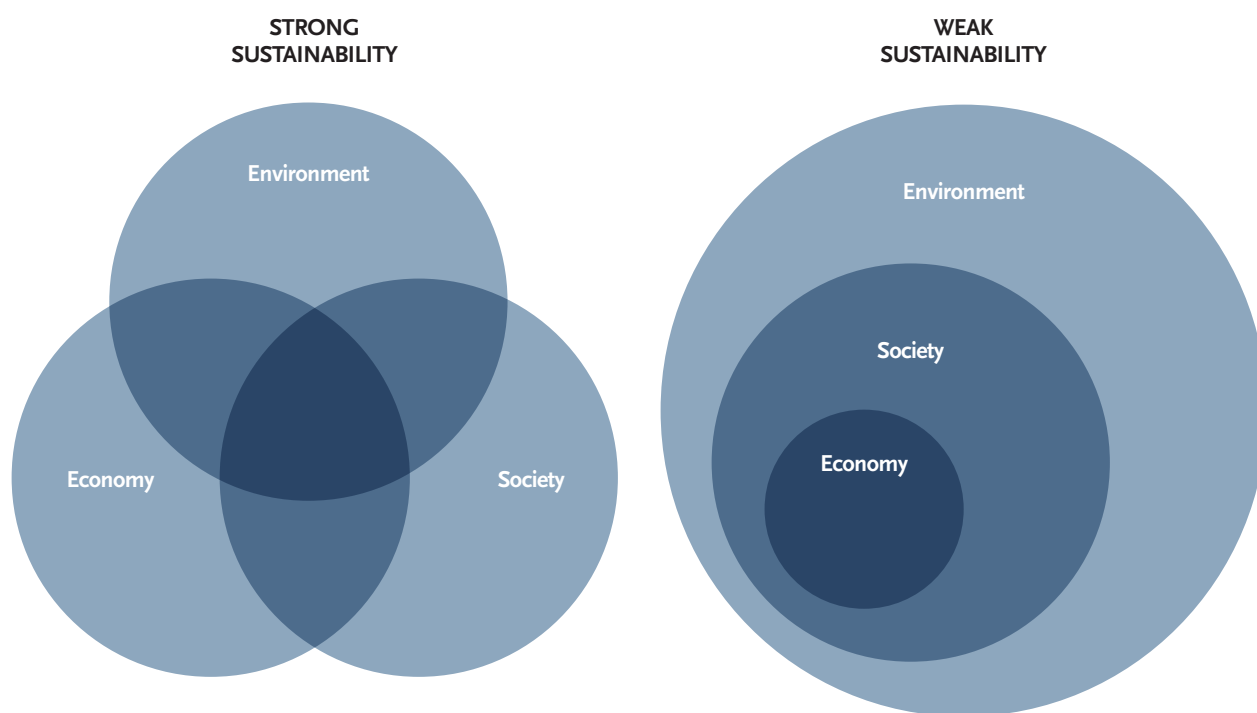 STRONG
SUSTAINABILITY
Environment
Economy
Society
WEAK
SUSTAINABILITY
Environment
Society
Economy